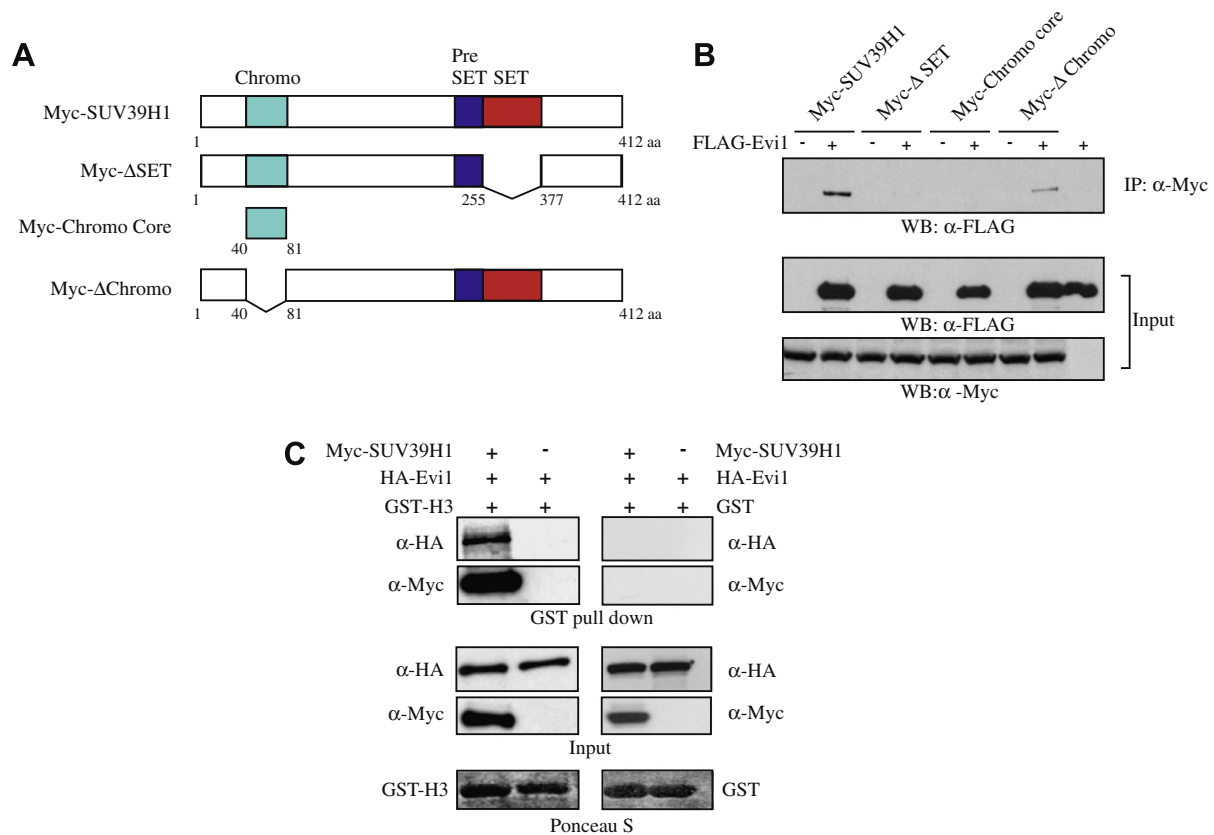 A
Pre
Chromo SET SET
Myc-SUV39H1
1 412 aa
Myc-ΔSET
1 255 377 412 aa
Myc-Chromo Core
40 81
Myc-ΔChromo
1 40 81 412 aa
B
Myc-SUV39H1 Myc-Δ SET Myc-Chromo core Myc-Δ Chromo
FLAG-Evi1 - + - + - + - + +
IP: α-Myc
WB: α-FLAG
WB: α-FLAG
Input
WB:α -Myc
C
Myc-SUV39H1 + - + - Myc-SUV39H1
HA-Evi1 + + + + HA-Evi1
GST-H3 + + + + GST
α-HA α-HA
α-Myc α-Myc
GST pull down
α-HA α-HA
α-Myc α-Myc
Input
GST-H3 GST
Ponceau S